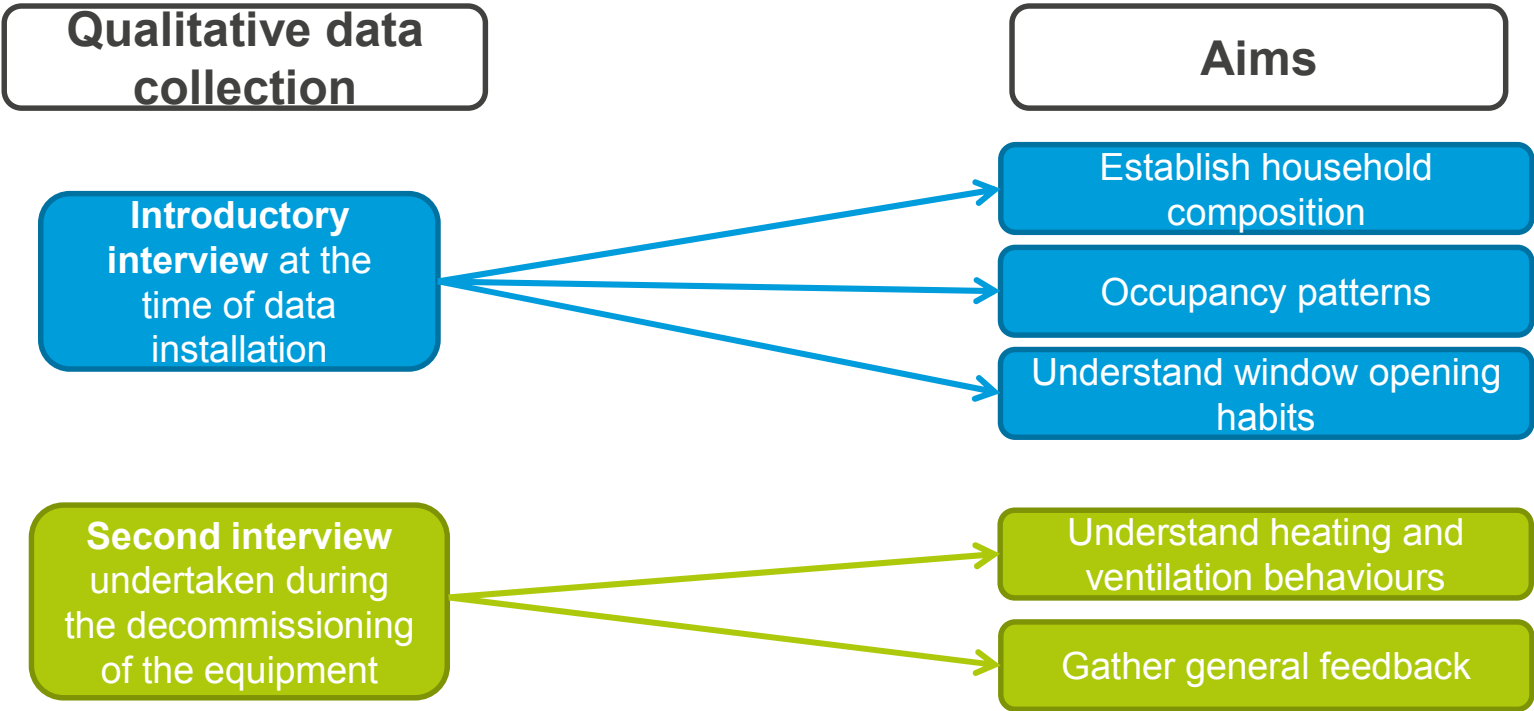 Qualitative data
collection
Aims
Introductory
interview at the
time of data
installation
Establish household
composition
Occupancy patterns
Understand window opening
habits
Second interview
undertaken during
the decommissioning
of the equipment
Understand heating and
ventilation behaviours
Gather general feedback